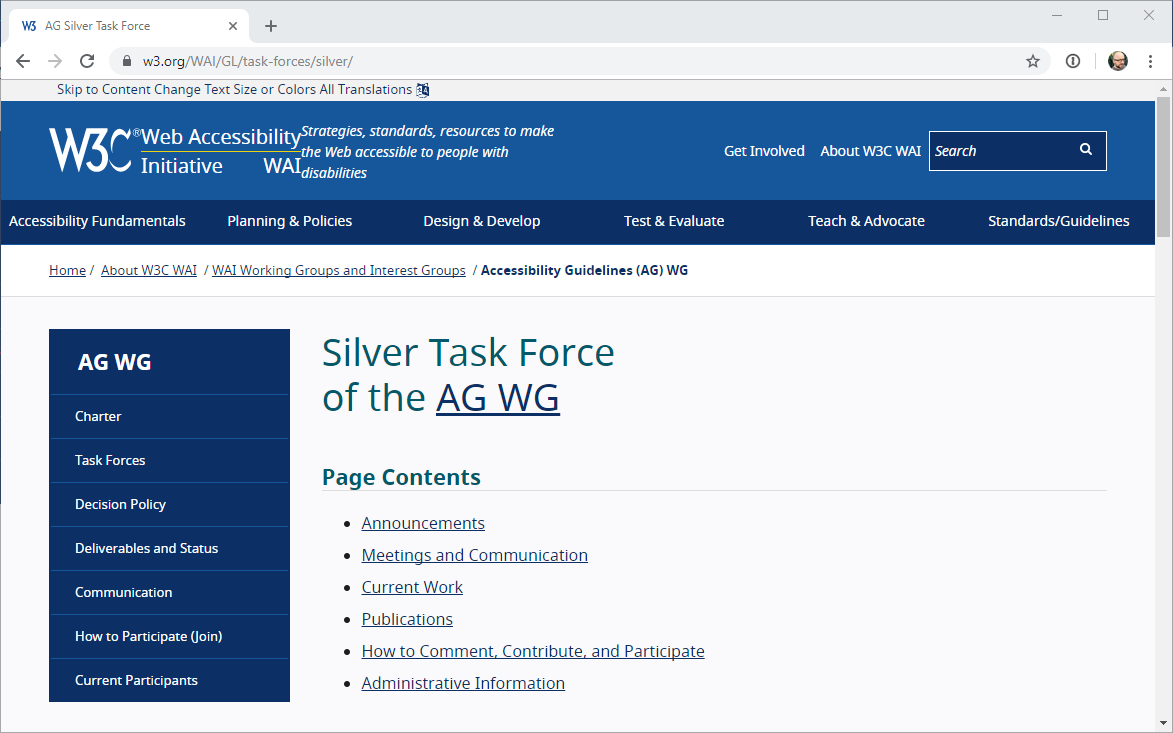 AG Silver Task Force
w3.org/WAI/GL/task-forces/silver/
Skip to Content Change Text Size or Colors All Translations
W3C® Web Accessibility
Initiative WAI
Strategies, standards, resources to make
the Web accessible to people with
disabilities
Get Involved About W3C WAI Search
Accessibility Fundamentals Planning & Policies Design & Develop Test & Evaluate Teach & Advocate Standards/Guidelines
Home / About W3C WAI / WAI Working Groups and Interest Groups / Accessibility Guidelines (AG) WG
AG WG
Charter
Task Forces
Decision Policy
Deliverables and Status
Communication
How to Participate (Join)
Current Participants
Silver Task Force
of the AG WG
Page Contents
Announcements
Meetings and Communication
Current Work
Publications
How to Comment, Contribute, and Participate
Administrative Information